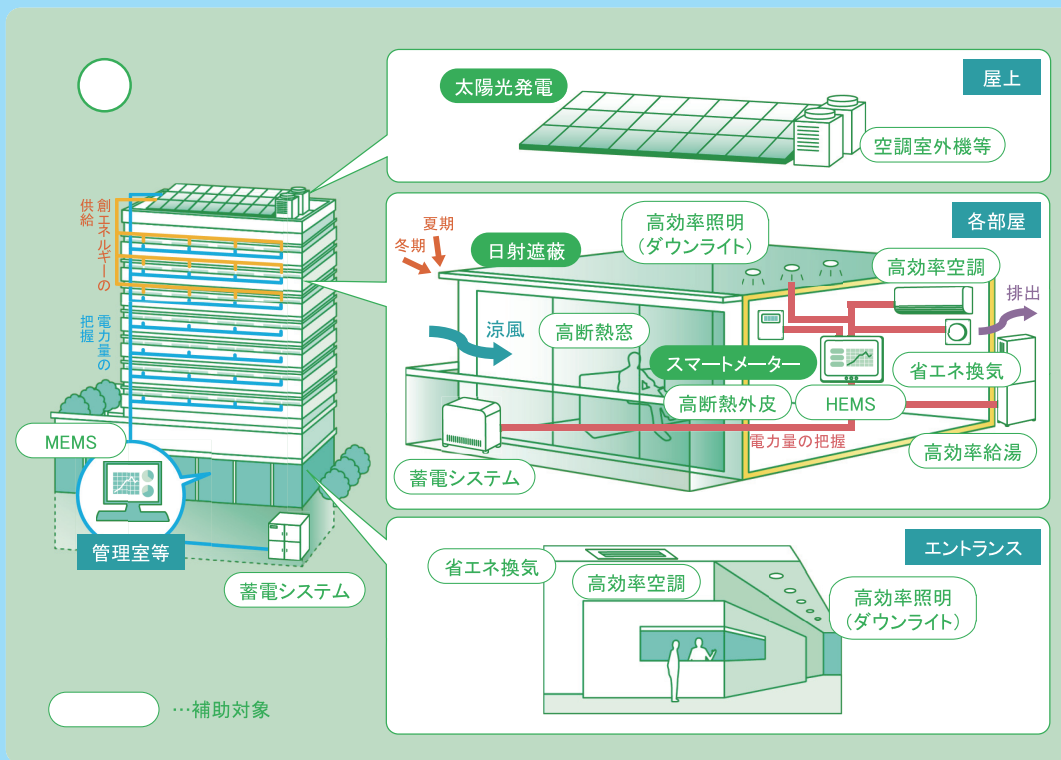 太陽光発電
屋上
空調室外機等
創エネルギーの
供給
電力量の
把握
MEMS
管理室等
蓄電システム
夏期
冬期
日射遮蔽
高効率照明
（ダウンライト）
各部屋
高効率空調
排出
涼風
高断熱窓
スマートメーター
省エネ換気
高断熱外皮
HEMS
電力量の把握
高効率給湯
蓄電システム
エントランス
省エネ換気
高効率空調
高効率照明
（ダウンライト）
…補助対象